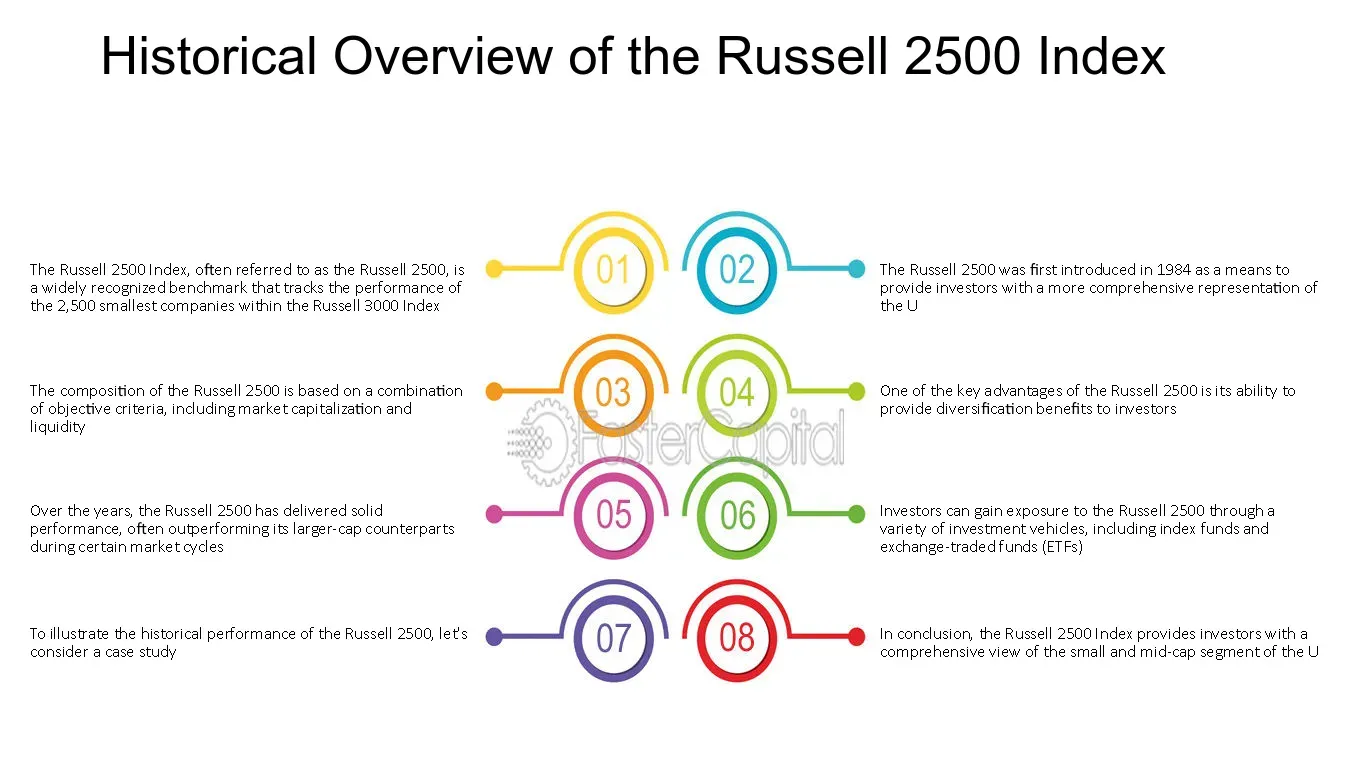 Historical Overview of the Russell 2500 Index
01
The Russell 2500 Index, often referred to as the Russell 2500, is
a widely recognized benchmark that tracks the performance of
the 2,500 smallest companies within the Russell 3000 Index
02
The Russell 2500 was first introduced in 1984 as a means to
provide investors with a more comprehensive representation of
the U
03
The composition of the Russell 2500 is based on a combination
of objective criteria, including market capitalization and
liquidity
04
One of the key advantages of the Russell 2500 is its ability to
provide diversification benefits to investors
FasterCapital
05
Over the years, the Russell 2500 has delivered solid
performance, often outperforming its larger-cap counterparts
during certain market cycles
06
Investors can gain exposure to the Russell 2500 through a
variety of investment vehicles, including index funds and
exchange-traded funds (ETFs)
07
To illustrate the historical performance of the Russell 2500, let's
consider a case study
08
In conclusion, the Russell 2500 Index provides investors with a
comprehensive view of the small and mid-cap segment of the U